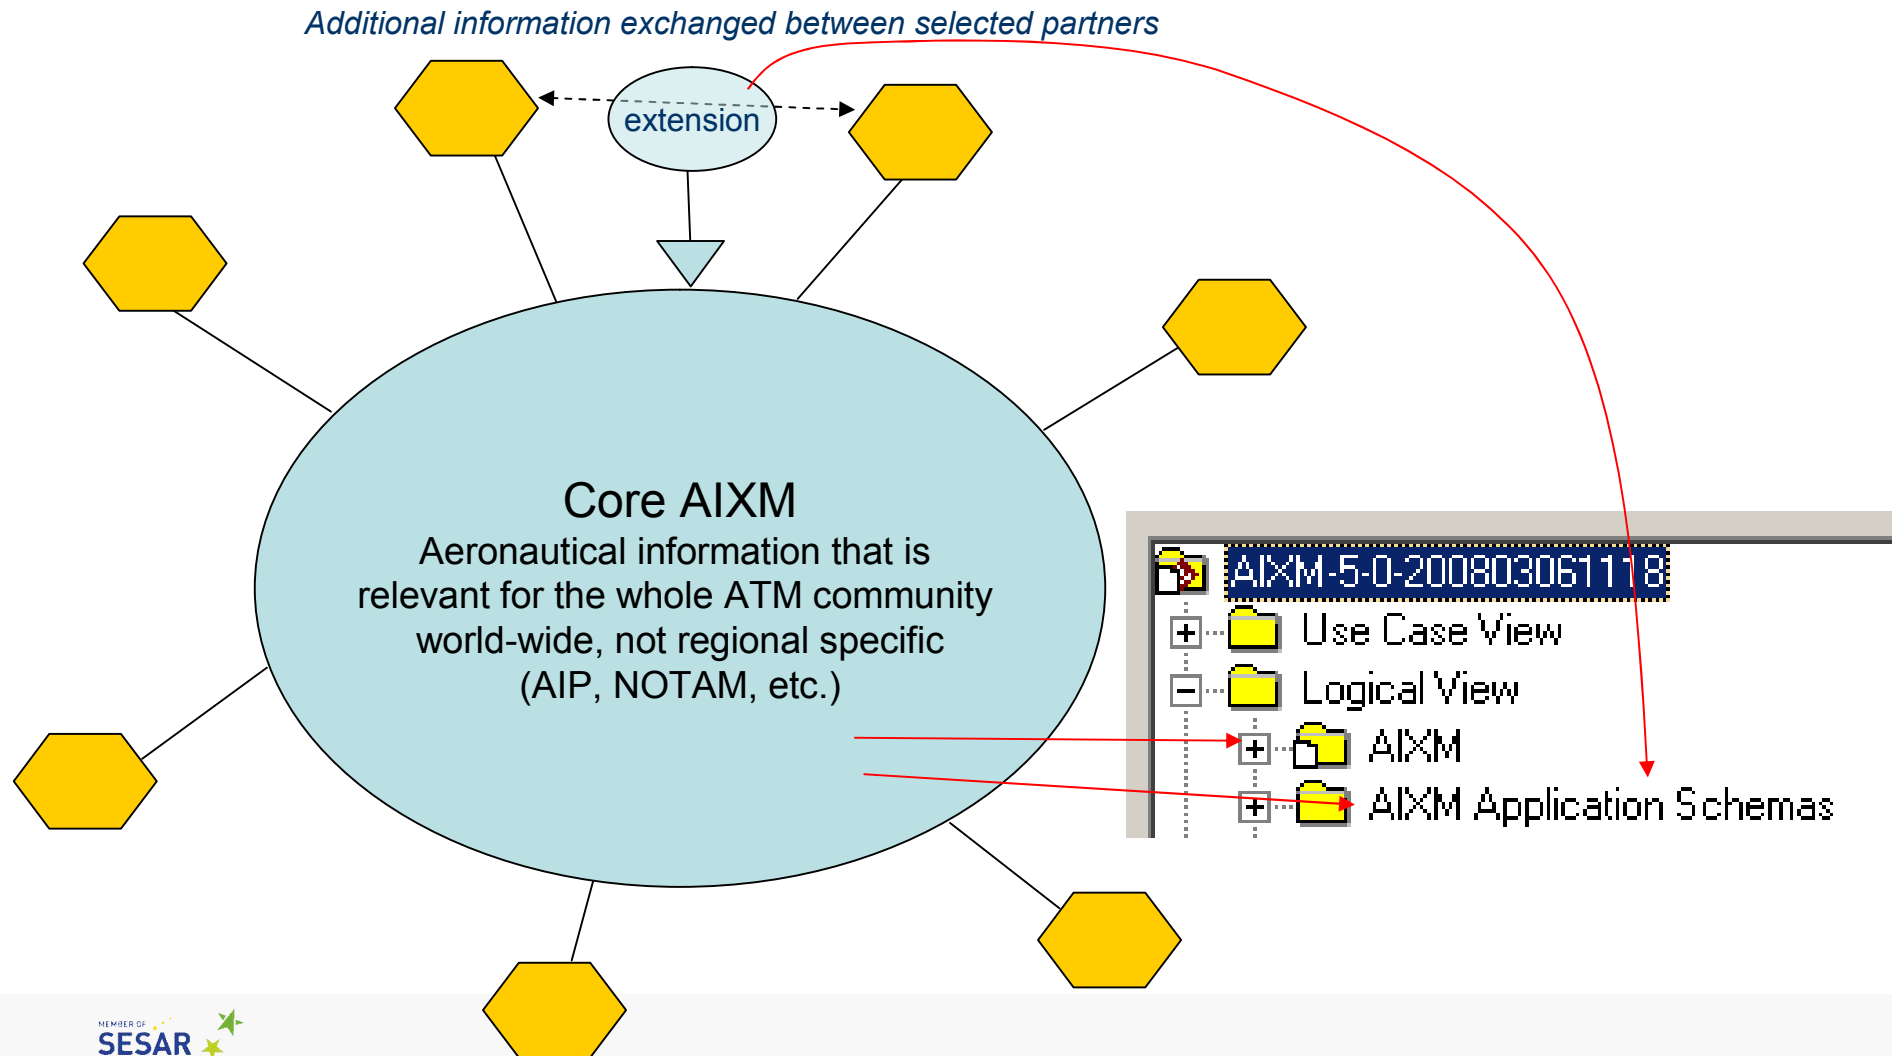 Additional information exchanged between selected partners
extension
Core AIXM
Aeronautical information that is
relevant for the whole ATM community
world-wide, not regional specific
(AIP, NOTAM, etc.)
AIXM-5-0-200803061118
Use Case View
Logical View
AIXM
AIXM Application Schemas
MEMBER OF
SESAR